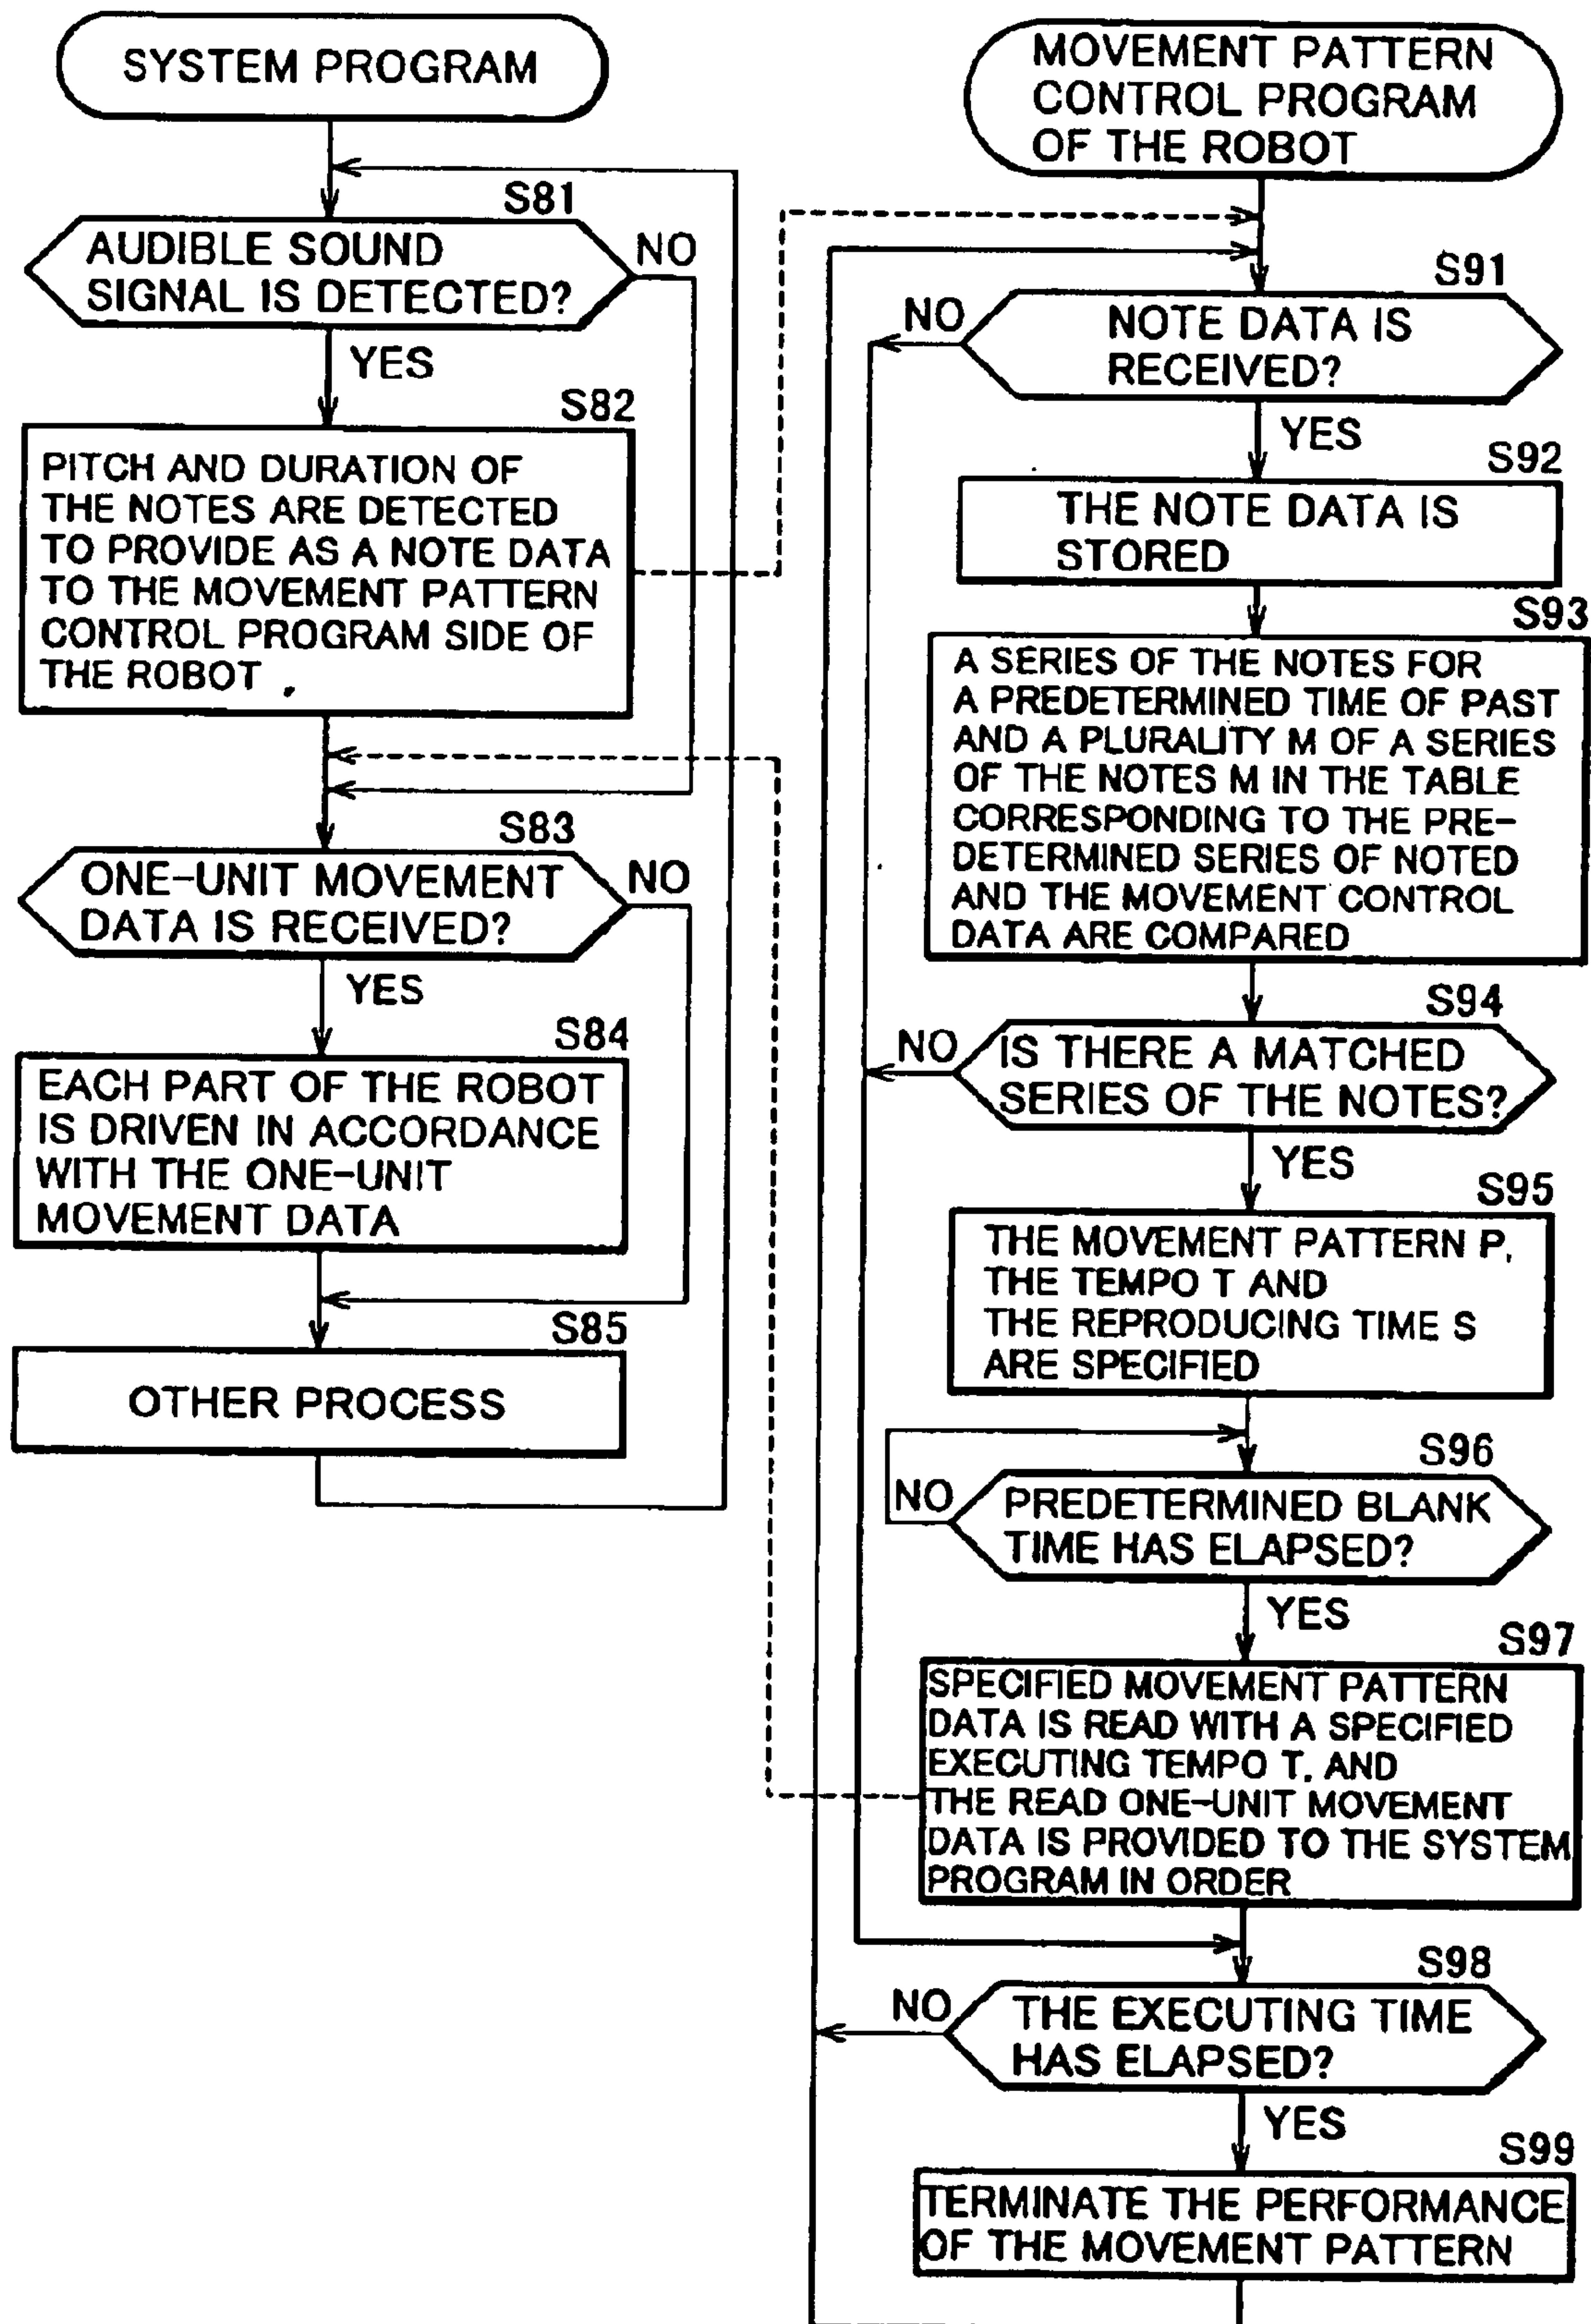 SYSTEM PROGRAM
S81
AUDIBLE SOUND
SIGNAL IS DETECTED?
NO
YES
S82
PITCH AND DURATION OF
THE NOTES ARE DETECTED
TO PROVIDE AS A NOTE DATA
TO THE MOVEMENT PATTERN
CONTROL PROGRAM SIDE OF
THE ROBOT
S83
ONE-UNIT MOVEMENT
DATA IS RECEIVED?
NO
YES
S84
EACH PART OF THE ROBOT
IS DRIVEN IN ACCORDANCE
WITH THE ONE-UNIT
MOVEMENT DATA
S85
OTHER PROCESS
MOVEMENT PATTERN
CONTROL PROGRAM
OF THE ROBOT
S91
NO
NOTE DATA IS
RECEIVED?
YES
S92
THE NOTE DATA IS
STORED
S93
A SERIES OF THE NOTES FOR
A PREDETERMINED TIME OF PAST
AND A PLURALITY M OF A SERIES
OF THE NOTES M IN THE TABLE
CORRESPONDING TO THE PRE-
DETERMINED SERIES OF NOTED
AND THE MOVEMENT CONTROL
DATA ARE COMPARED
S94
NO
IS THERE A MATCHED
SERIES OF THE NOTES?
YES
S95
THE MOVEMENT PATTERN P,
THE TEMPO T AND
THE REPRODUCING TIME S
ARE SPECIFIED
S96
NO
PREDETERMINED BLANK
TIME HAS ELAPSED?
YES
S97
SPECIFIED MOVEMENT PATTERN
DATA IS READ WITH A SPECIFIED
EXECUTING TEMPO T, AND
THE READ ONE-UNIT MOVEMENT
DATA IS PROVIDED TO THE SYSTEM
PROGRAM IN ORDER
S98
NO
THE EXECUTING TIME
HAS ELAPSED?
YES
S99
TERMINATE THE PERFORMANCE
OF THE MOVEMENT PATTERN